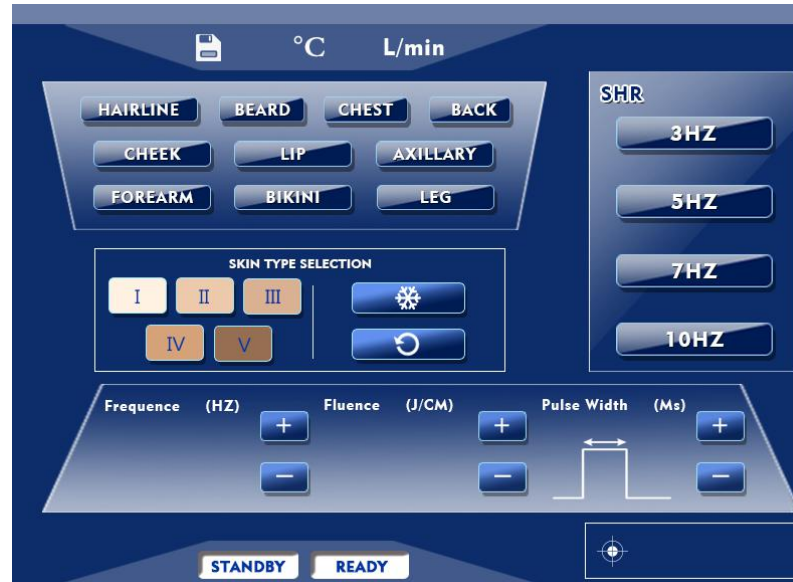 °C L/min
HAIRLINE BEARD CHEST BACK
CHEEK LIP AXILLARY
FOREARM BIKINI LEG
SHR
3HZ
5HZ
7HZ
10HZ
SKIN TYPE SELECTION
I II III
IV V
Frequence (HZ) Fluence (J/CM) Pulse Width (Ms)
+ + +
− − −
STANDBY READY